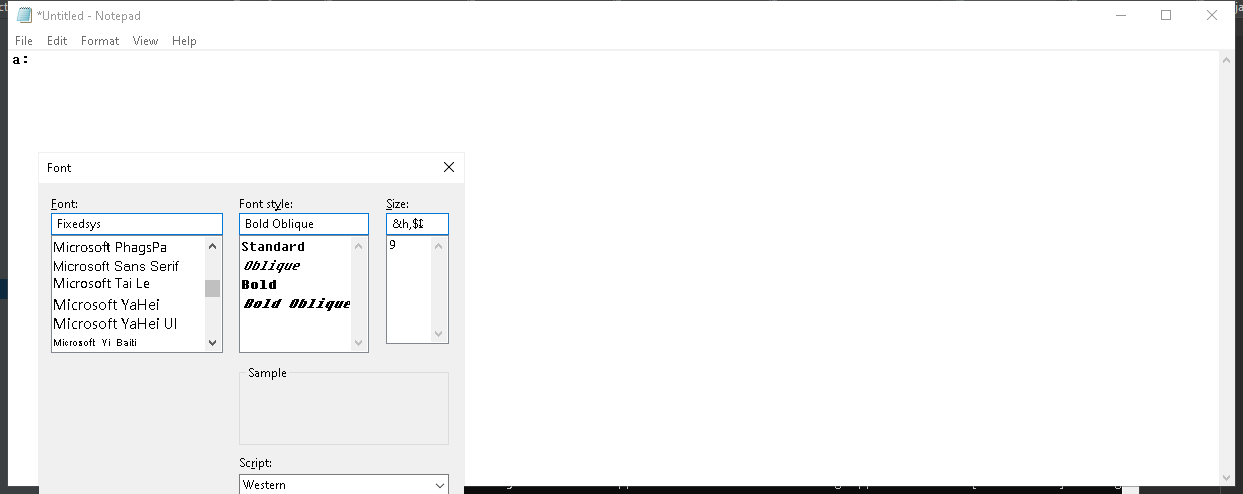 *Untitled - Notepad
File Edit Format View Help
a:
Font
Font:
Font style:
Size:
Fixedsys
Bold Oblique
&h,$
Microsoft PhagsPa
Microsoft Sans Serif
Microsoft Tai Le
Microsoft YaHei
Microsoft YaHei UI
Microsoft Yi Baiti
Standard
Oblique
Bold
Bold Oblique
9
Sample
Script:
Western